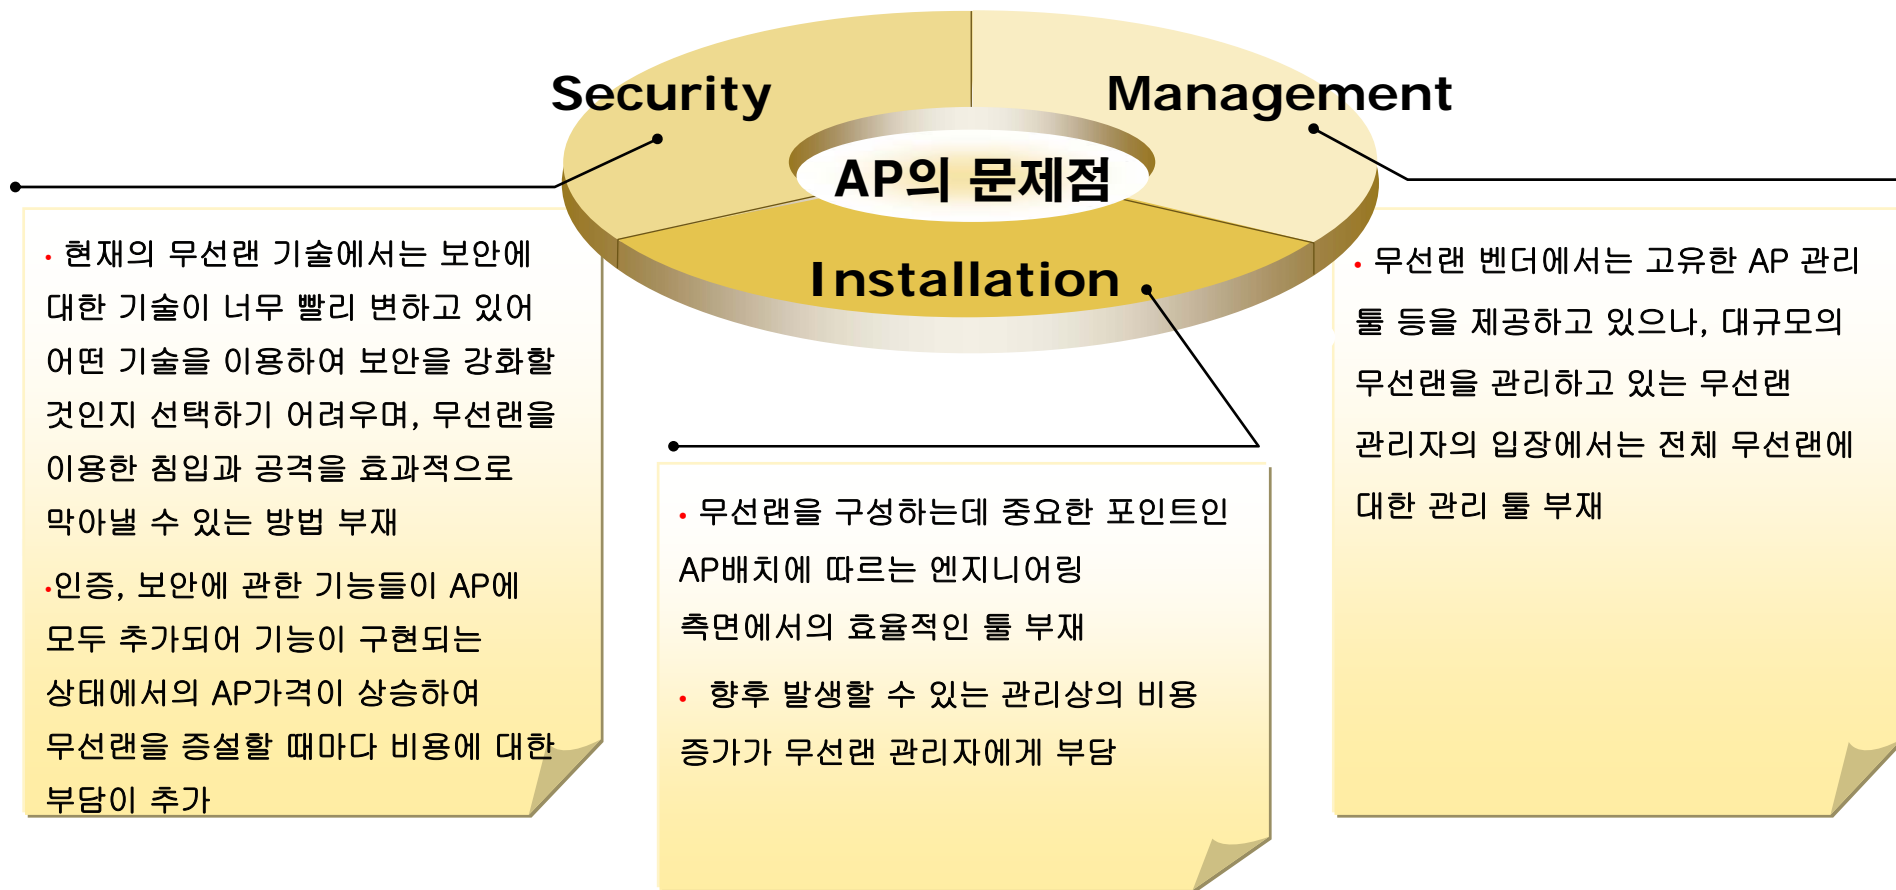 Security
Management
AP의 문제점
Installation
• 현재의 무선랜 기술에서는 보안에
대한 기술이 너무 빨리 변하고 있어
어떤 기술을 이용하여 보안을 강화할
것인지 선택하기 어려우며, 무선랜을
이용한 침입과 공격을 효과적으로
막아낼 수 있는 방법 부재
•인증, 보안에 관한 기능들이 AP에
모두 추가되어 기능이 구현되는
상태에서의 AP가격이 상승하여
무선랜을 증설할 때마다 비용에 대한
부담이 추가
• 무선랜을 구성하는데 중요한 포인트인
AP배치에 따르는 엔지니어링
측면에서의 효율적인 툴 부재
• 향후 발생할 수 있는 관리상의 비용
증가가 무선랜 관리자에게 부담
• 무선랜 벤더에서는 고유한 AP 관리
툴 등을 제공하고 있으나, 대규모의
무선랜을 관리하고 있는 무선랜
관리자의 입장에서는 전체 무선랜에
대한 관리 툴 부재